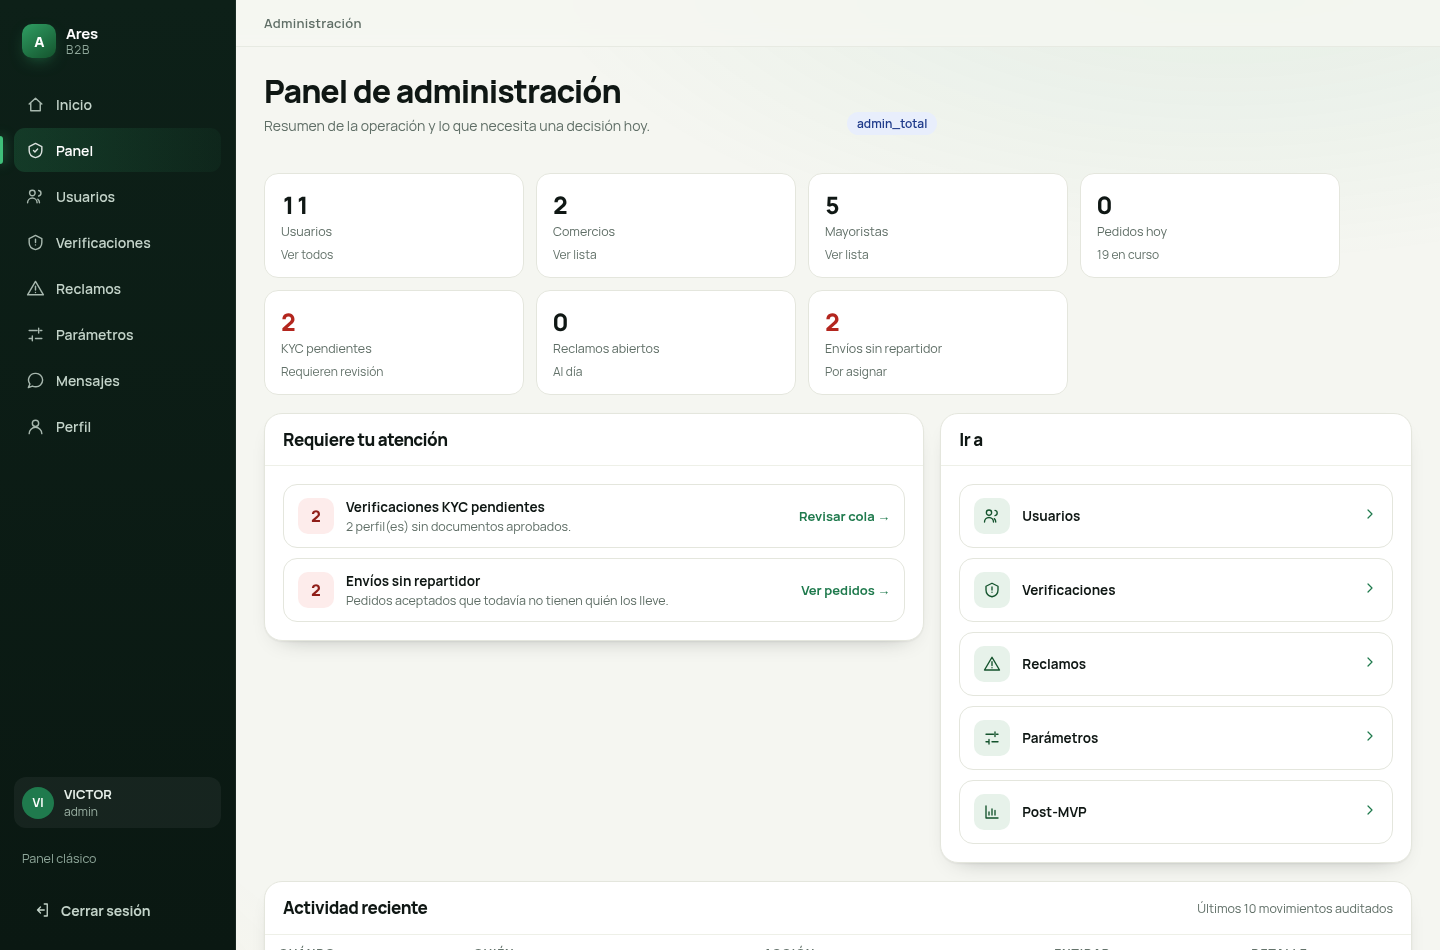 A
Ares
B2B
Inicio
Panel
Usuarios
Verificaciones
Reclamos
Parámetros
Mensajes
Perfil
VI
VICTOR
admin
Panel clásico
Cerrar sesión
Administración
Panel de administración
Resumen de la operación y lo que necesita una decisión hoy.
admin_total
11
Usuarios
Ver todos
2
Comercios
Ver lista
5
Mayoristas
Ver lista
0
Pedidos hoy
19 en curso
2
KYC pendientes
Requieren revisión
0
Reclamos abiertos
Al día
2
Envíos sin repartidor
Por asignar
Requiere tu atención
2
Verificaciones KYC pendientes
2 perfil(es) sin documentos aprobados.
Revisar cola →
2
Envíos sin repartidor
Pedidos aceptados que todavía no tienen quién los lleve.
Ver pedidos →
Ir a
Usuarios
Verificaciones
Reclamos
Parámetros
Post-MVP
Actividad reciente
Últimos 10 movimientos auditados